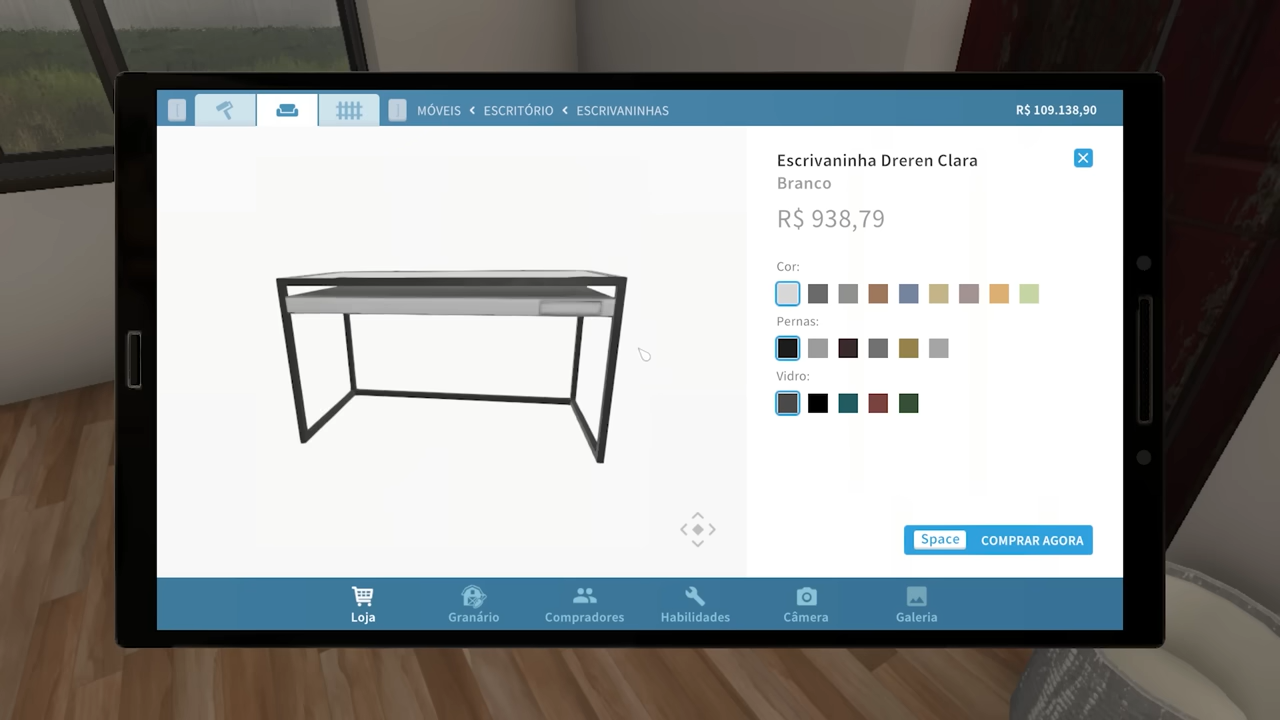 MÓVEIS < ESCRITÓRIO < ESCRIVANINHAS
R$ 109.138,90
Escrivaninha Dreren Clara
Branco
R$ 938,79
Cor:
Pernas:
Vidro:
Space COMPRAR AGORA
Loja Granário Compradores Habilidades Câmera Galeria